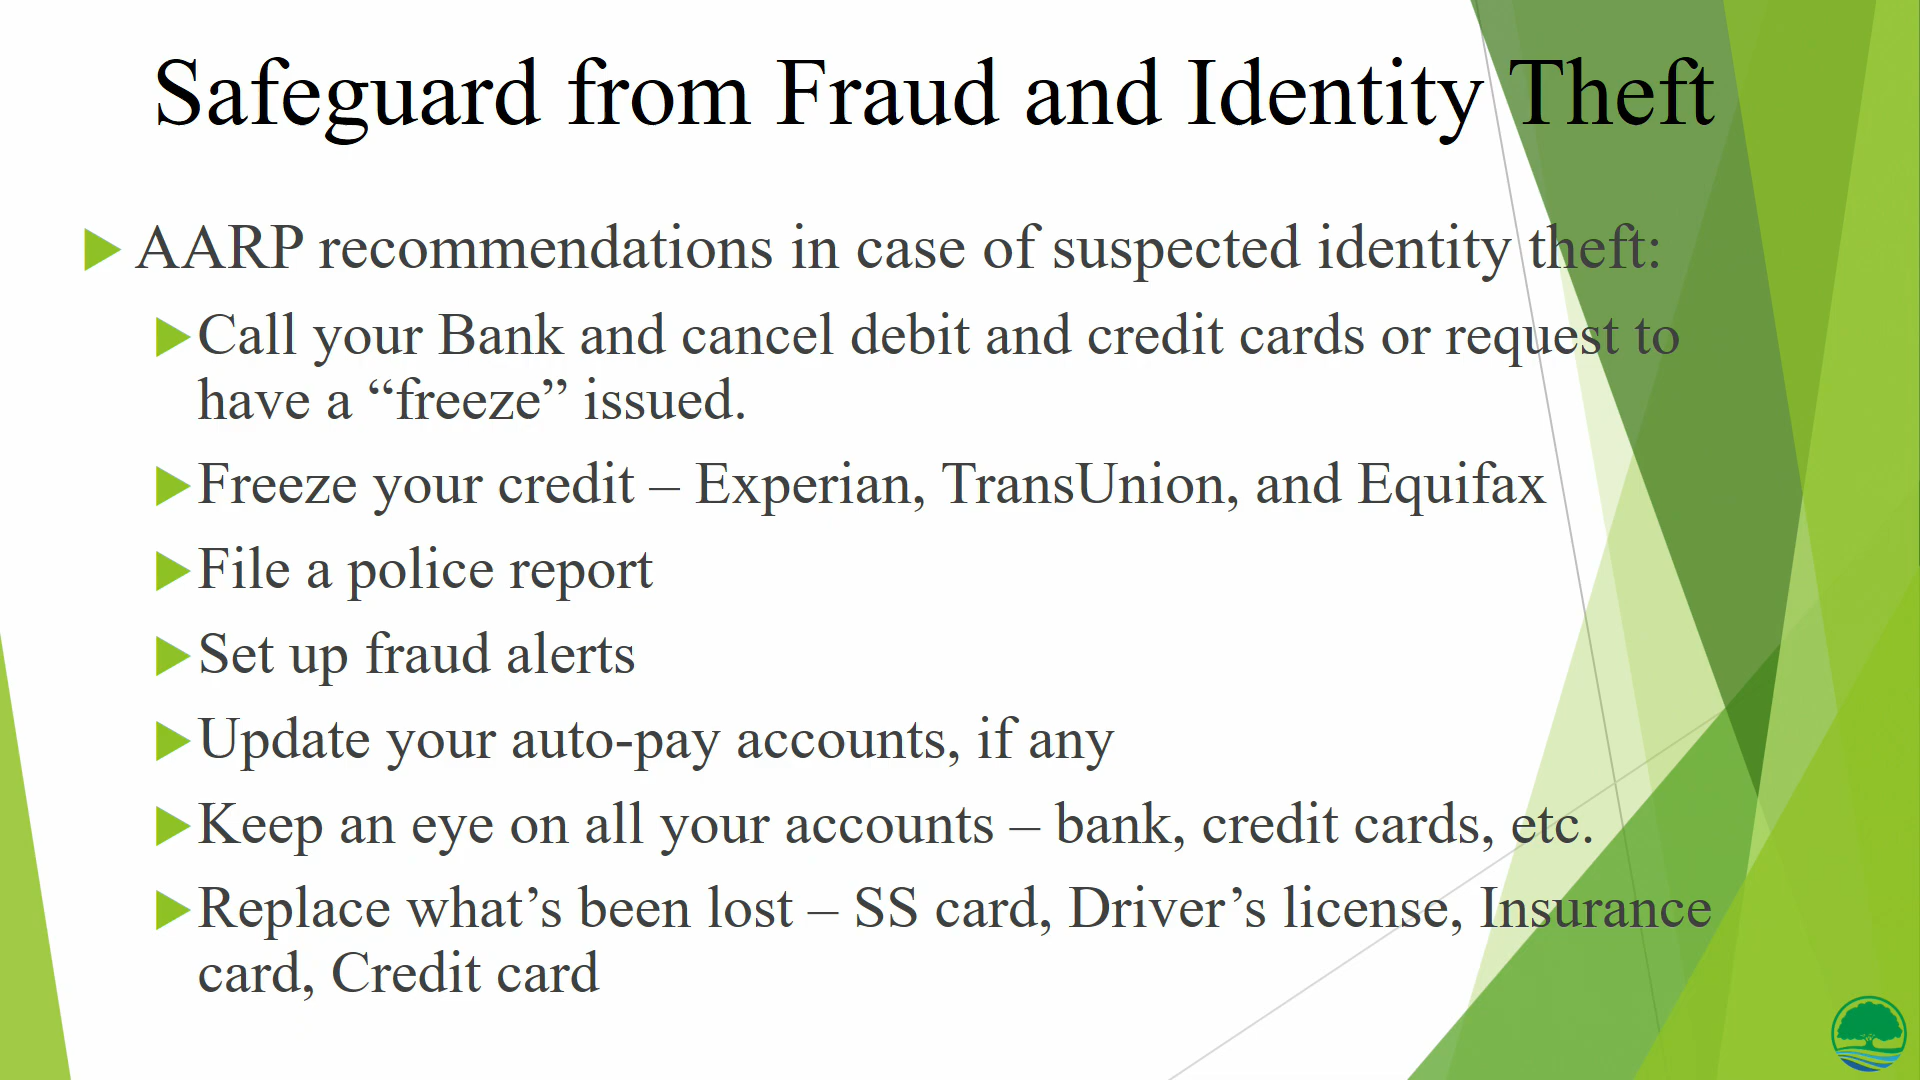 Safeguard from Fraud and Identity Theft
AARP recommendations in case of suspected identity theft:
Call your Bank and cancel debit and credit cards or request to
have a “freeze” issued.
Freeze your credit – Experian, TransUnion, and Equifax
File a police report
Set up fraud alerts
Update your auto-pay accounts, if any
Keep an eye on all your accounts – bank, credit cards, etc.
Replace what’s been lost – SS card, Driver’s license, Insurance
card, Credit card